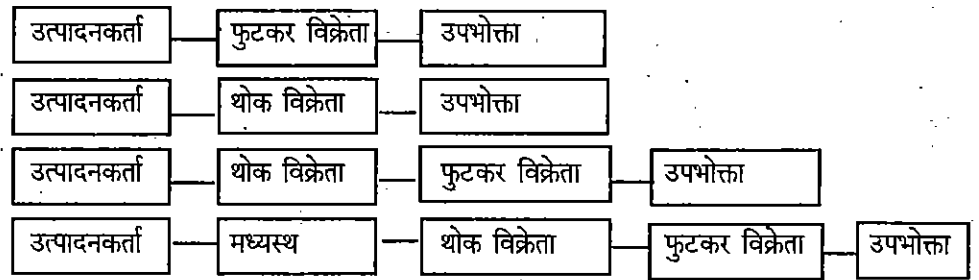 उत्पादनकर्ता फुटकर विक्रेता उपभोक्ता
उत्पादनकर्ता थोक विक्रेता उपभोक्ता
उत्पादनकर्ता थोक विक्रेता फुटकर विक्रेता उपभोक्ता
उत्पादनकर्ता मध्यस्थ थोक विक्रेता फुटकर विक्रेता उपभोक्ता